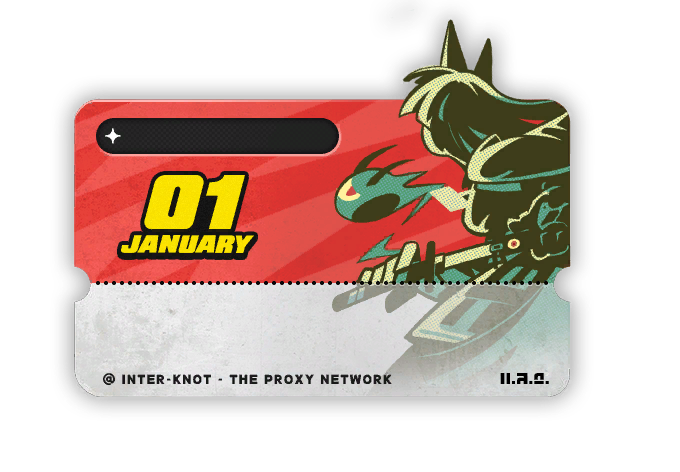 01
JANUARY
@ INTER-KNOT - THE PROXY NETWORK